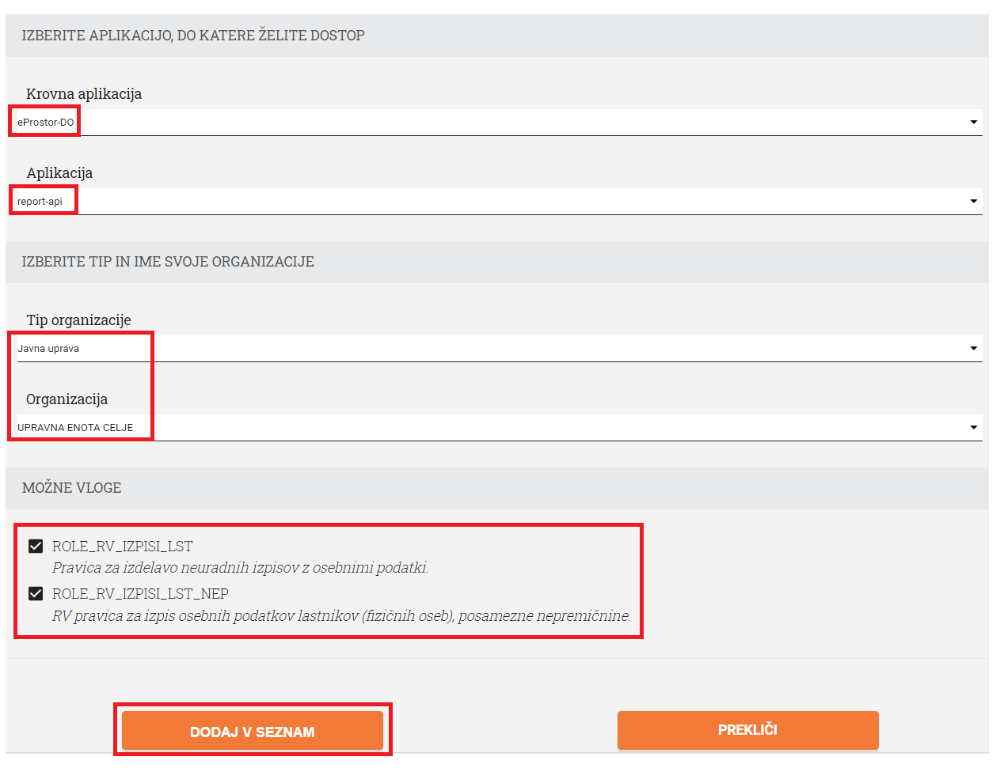 IZBERITE APLIKACIJO, DO KATERE ŽELITE DOSTOP
Krovna aplikacija
eProstor-DO
Aplikacija
report-api
IZBERITE TIP IN IME SVOJE ORGANIZACIJE
Tip organizacije
Javna uprava
Organizacija
UPRAVNA ENOTA CELJE
MOŽNE VLOGE
ROLE_RV_IZPISI_LST
Pravica za izdelavo neuradnih izpisov z osebnimi podatki.
ROLE_RV_IZPISI_LST_NEP
RV pravica za izpis osebnih podatkov lastnikov (fizičnih oseb), posamezne nepremičnine.
DODAJ V SEZNAM
PREKLIČI